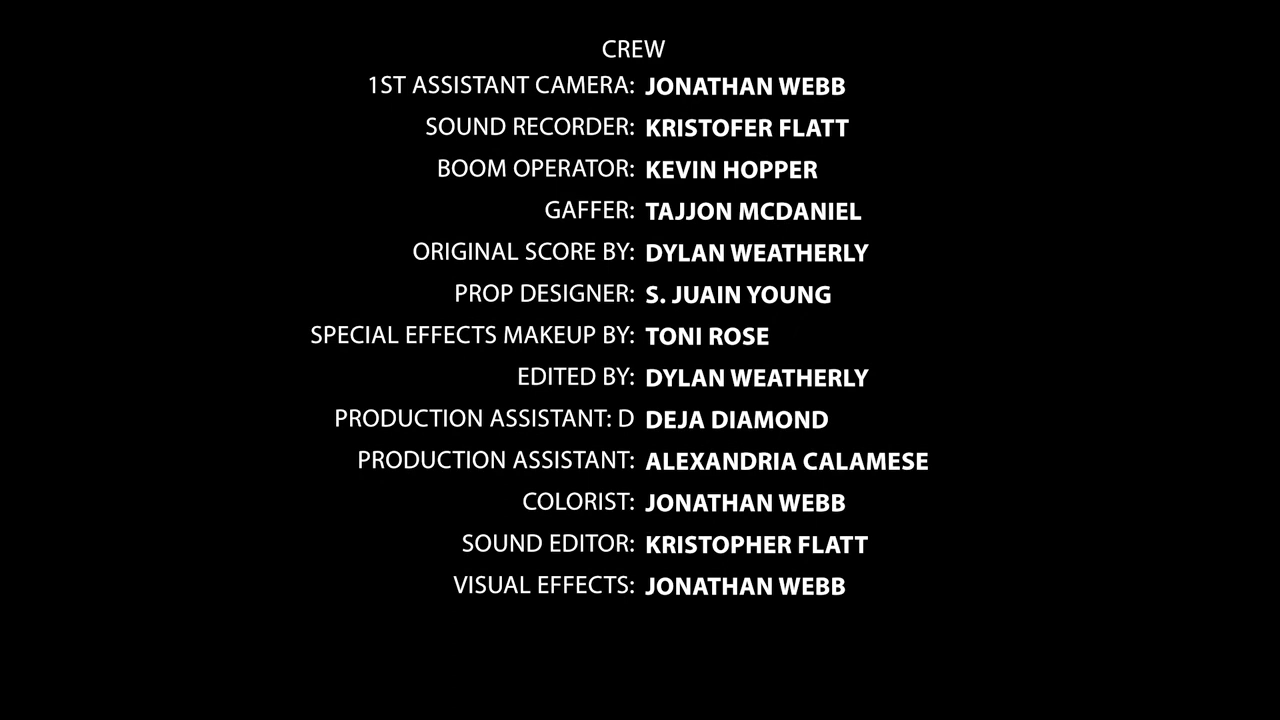 CREW
1ST ASSISTANT CAMERA: JONATHAN WEBB
SOUND RECORDER: KRISTOFER FLATT
BOOM OPERATOR: KEVIN HOPPER
GAFFER: TAJJON MCDANIEL
ORIGINAL SCORE BY: DYLAN WEATHERLY
PROP DESIGNER: S. JUAIN YOUNG
SPECIAL EFFECTS MAKEUP BY: TONI ROSE
EDITED BY: DYLAN WEATHERLY
PRODUCTION ASSISTANT: D DEJA DIAMOND
PRODUCTION ASSISTANT: ALEXANDRIA CALAMESE
COLORIST: JONATHAN WEBB
SOUND EDITOR: KRISTOPHER FLATT
VISUAL EFFECTS: JONATHAN WEBB